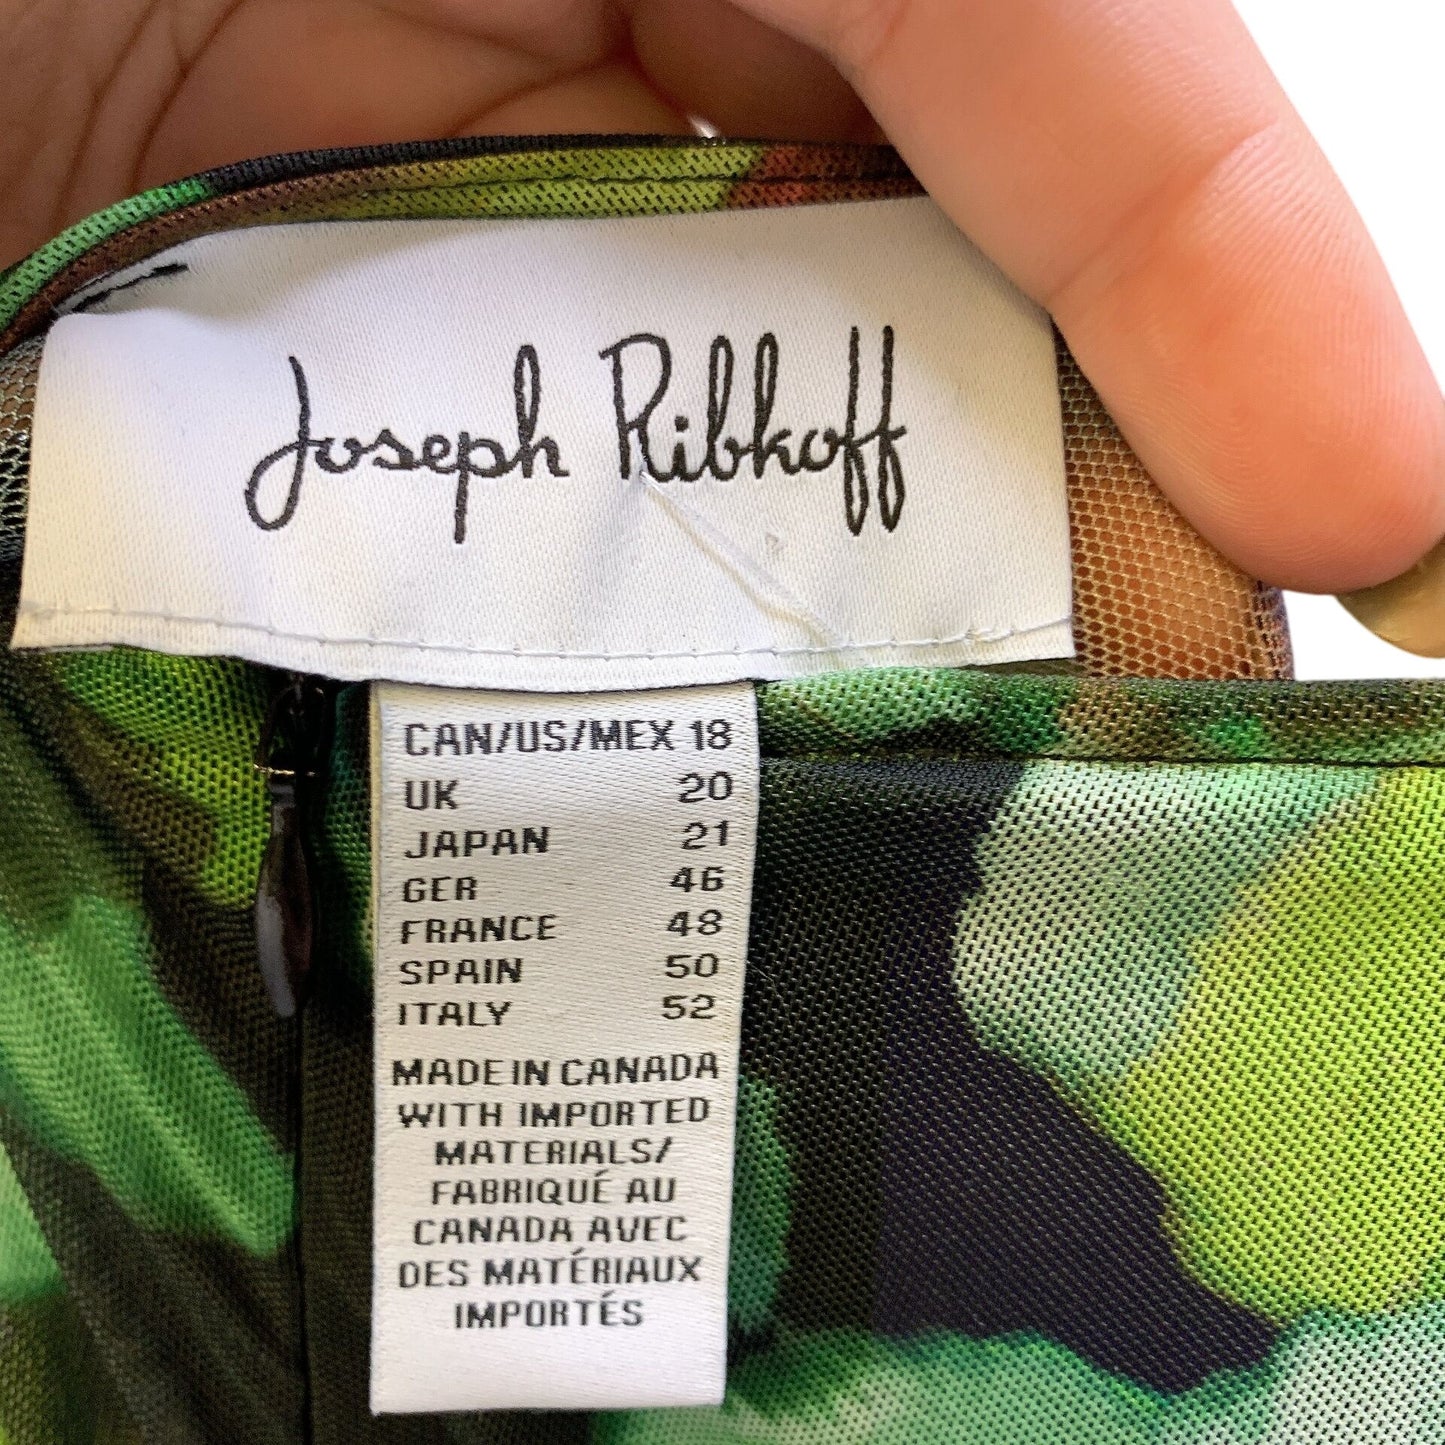 Joseph Ribkoff
CAN/US/MEX 18
UK 20
JAPAN 21
GER 46
FRANCE 48
SPAIN 50
ITALY 52
MADE IN CANADA
WITH IMPORTED
MATERIALS/
FABRIQUÉ AU
CANADA AVEC
DES MATÉRIAUX
IMPORTÉS